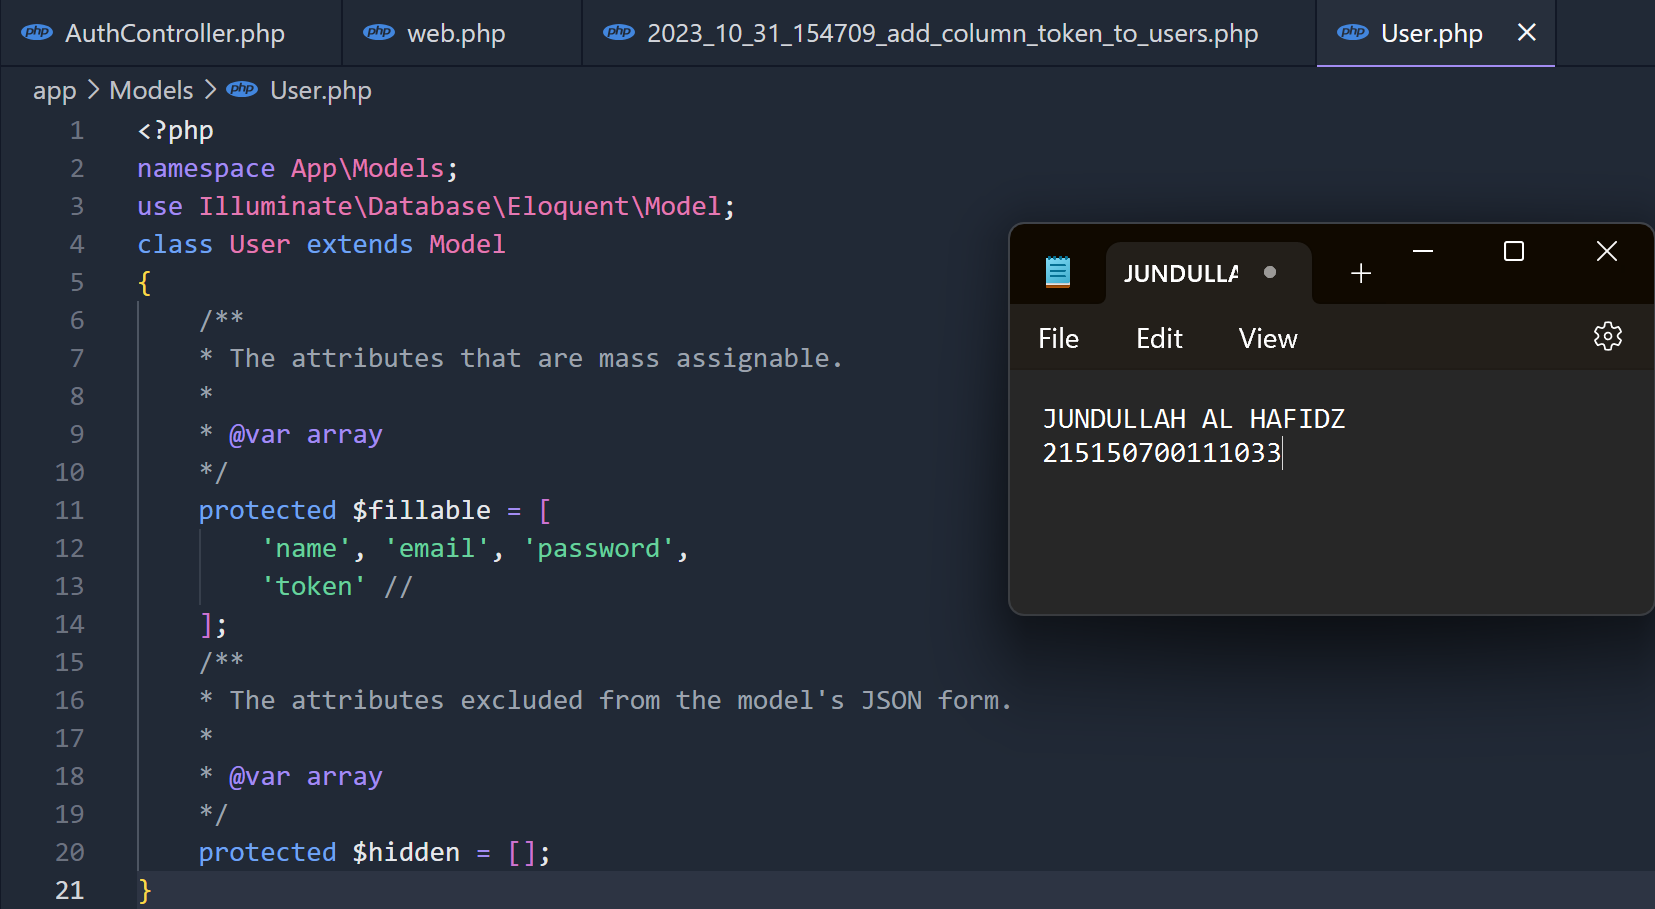 php AuthController.php
php web.php
php 2023_10_31_154709_add_column_token_to_users.php
php User.php
app > Models > php User.php
1 <?php
2 namespace App\Models;
3 use Illuminate\Database\Eloquent\Model;
4 class User extends Model
5 {
6 /**
7 * The attributes that are mass assignable.
8 *
9 * @var array
10 */
11 protected $fillable = [
12 'name', 'email', 'password',
13 'token' //
14 ];
15 /**
16 * The attributes excluded from the model's JSON form.
17 *
18 * @var array
19 */
20 protected $hidden = [];
21 }
JUNDULLA
File Edit View
JUNDULLAH AL HAFIDZ
215150700111033